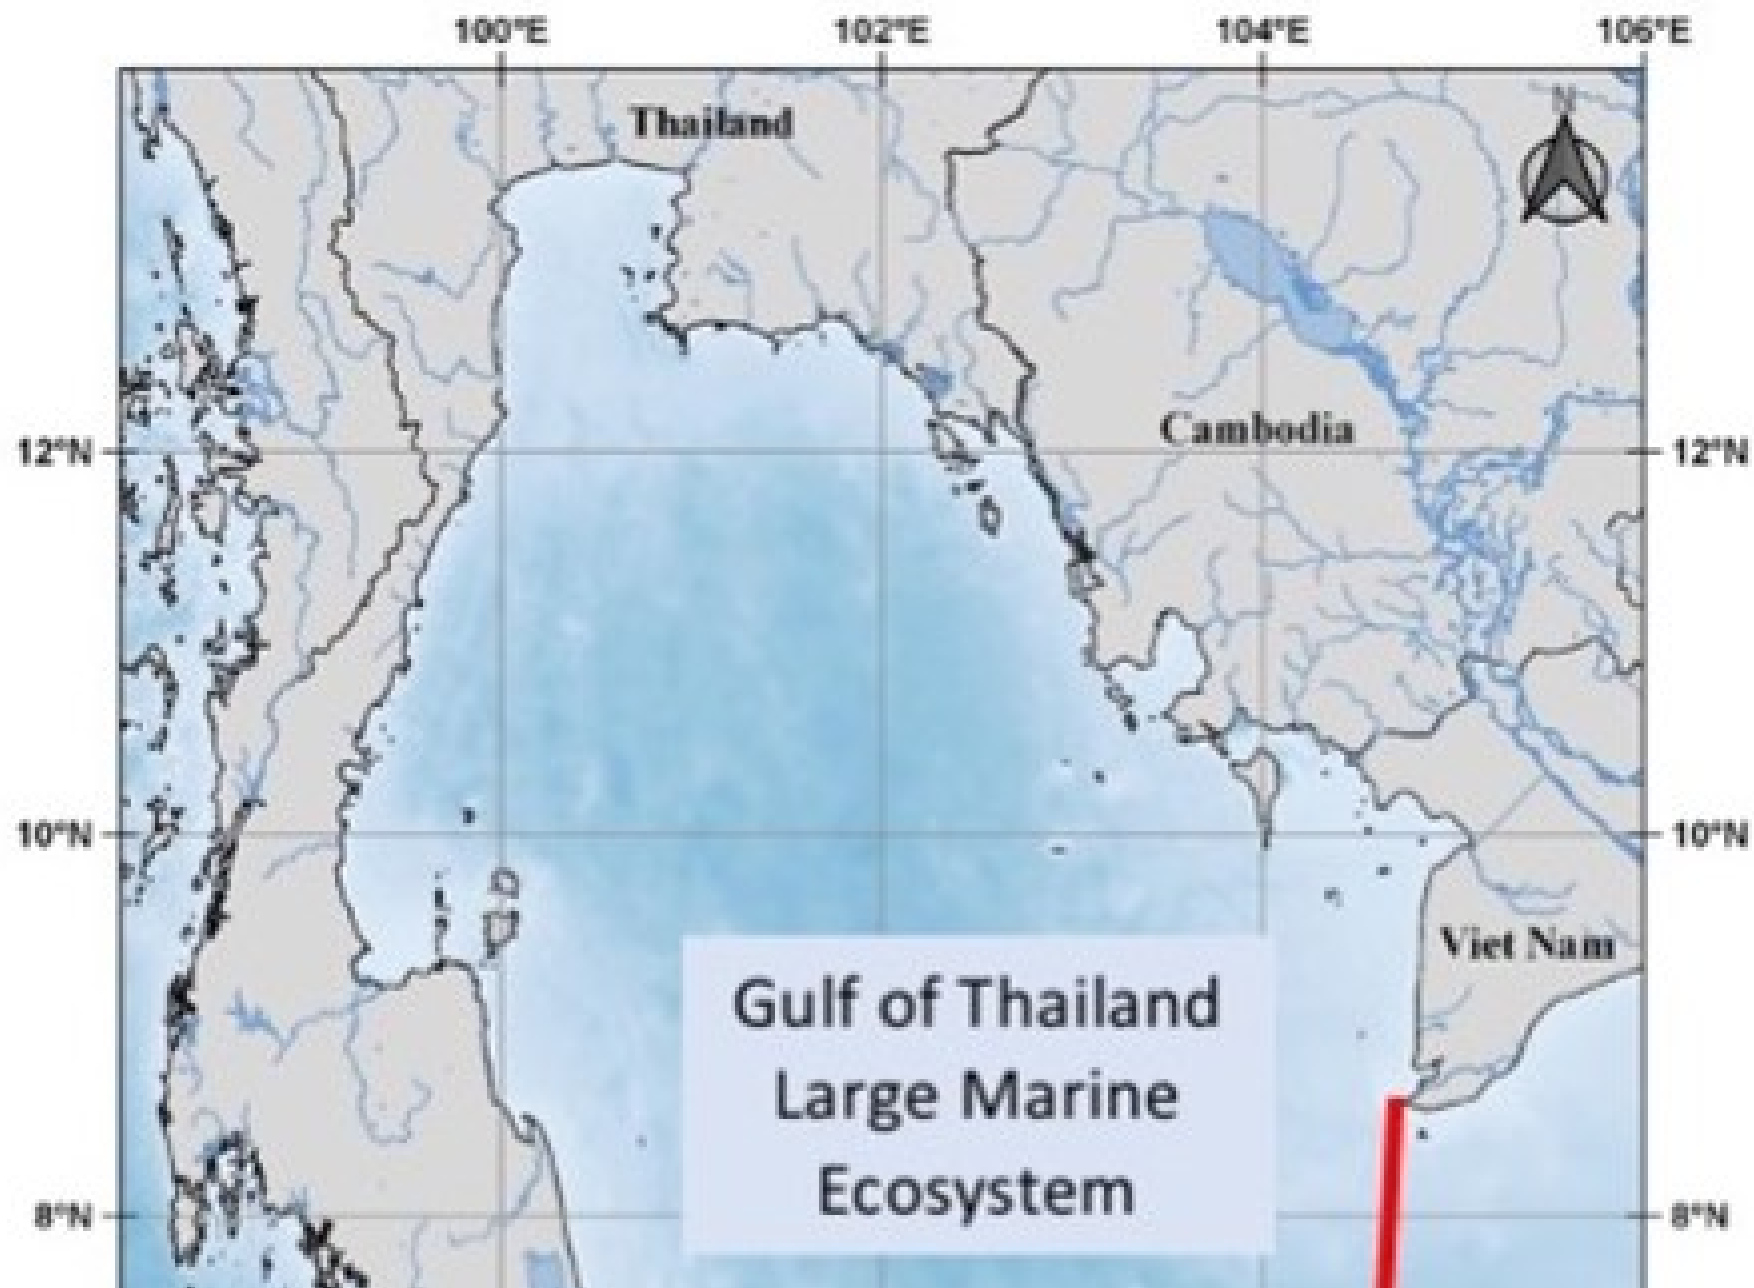 100°E 102°E 104°E 106°E
Thailand
N
12°N 12°N
Cambodia
10°N 10°N
Viet Nam
Gulf of Thailand
Large Marine
Ecosystem
8°N 8°N